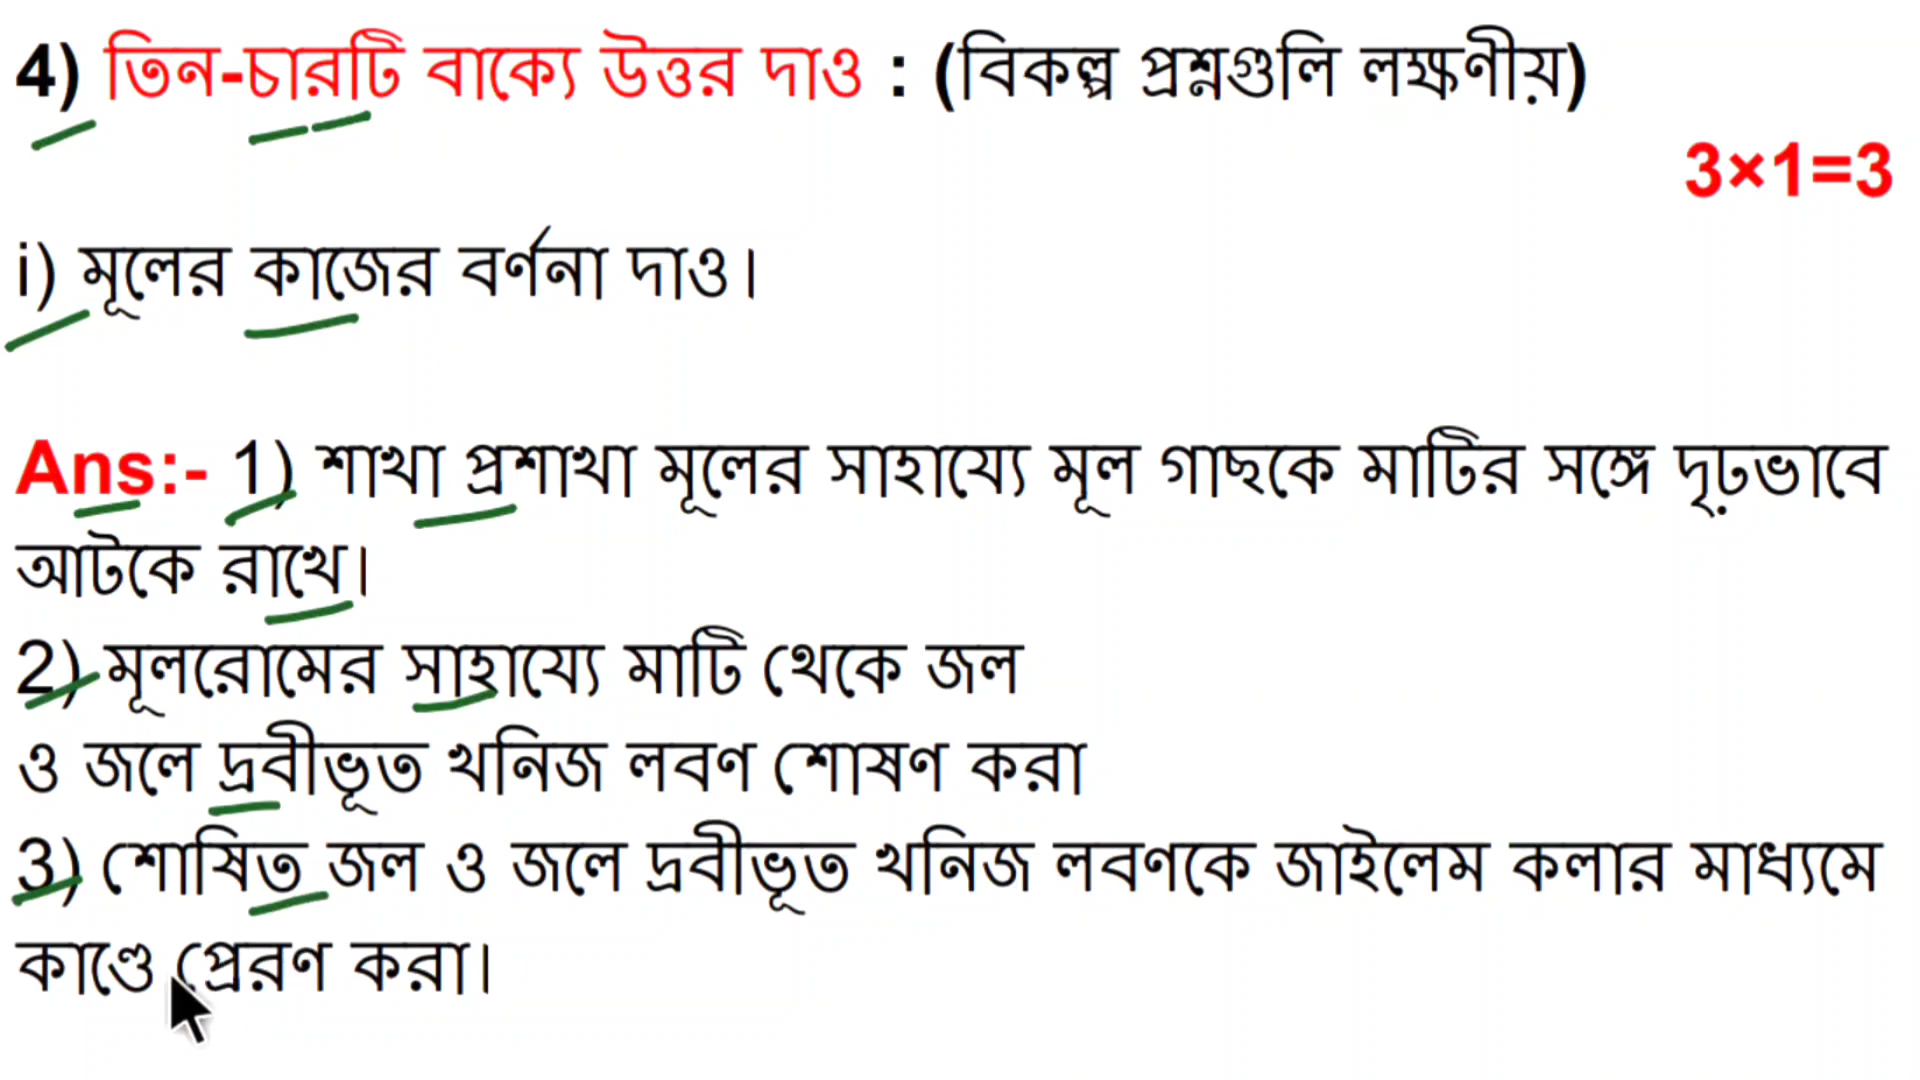 4) তিন-চারটি বাক্যে উত্তর দাও : (বিকল্প প্রশ্নগুলি লক্ষণীয়)
3×1=3
i) মূলের কাজের বর্ণনা দাও।
Ans:- 1) শাখা প্রশাখা মূলের সাহায্যে মূল গাছকে মাটির সঙ্গে দৃঢ়ভাবে
আটকে রাখে।
2) মূলরোমের সাহায্যে মাটি থেকে জল
ও জলে দ্রবীভূত খনিজ লবণ শোষণ করা
3) শোষিত জল ও জলে দ্রবীভূত খনিজ লবণকে জাইলেম কলার মাধ্যমে
কাণ্ডে প্রেরণ করা।